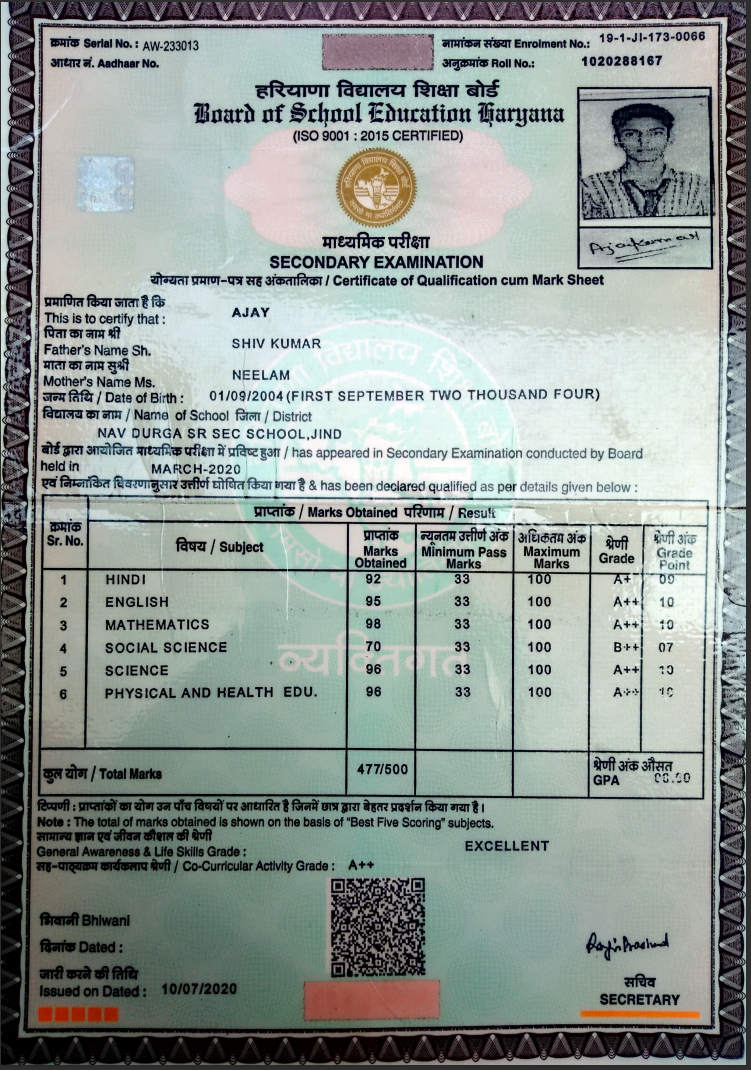 क्रमांक Serial No.: AW-233013
नामांकन संख्या Enrolment No.: 19-1-JI-173-0066
आधार नं. Aadhaar No.
अनुक्रमांक Roll No.: 1020288167
हरियाणा विद्यालय शिक्षा बोर्ड
Board of School Education Haryana
(ISO 9001 : 2015 CERTIFIED)
माध्यमिक परीक्षा
SECONDARY EXAMINATION
Ajaykumar
योग्यता प्रमाण-पत्र सह अंकतालिका / Certificate of Qualification cum Mark Sheet
प्रमाणित किया जाता है कि
This is to certify that : AJAY
पिता का नाम श्री
Father's Name Sh. SHIV KUMAR
माता का नाम सुश्री
Mother's Name Ms. NEELAM
जन्म तिथि / Date of Birth : 01/09/2004 (FIRST SEPTEMBER TWO THOUSAND FOUR)
विद्यालय का नाम / Name of School जिला / District
NAV DURGA SR SEC SCHOOL,JIND
बोर्ड द्वारा आयोजित माध्यमिक परीक्षा में प्रविष्ट हुआ / has appeared in Secondary Examination conducted by Board
held in MARCH-2020
एवं निम्नांकित विवरणानुसार उत्तीर्ण घोषित किया गया है & has been declared qualified as per details given below :
प्राप्तांक / Marks Obtained परिणाम / Result
क्रमांक Sr. No. विषय / Subject प्राप्तांक Marks Obtained न्यूनतम उत्तीर्ण अंक Minimum Pass Marks अधिकतम अंक Maximum Marks श्रेणी Grade श्रेणी अंक Grade Point
1 HINDI 92 33 100 A+ 09
2 ENGLISH 95 33 100 A++ 10
3 MATHEMATICS 98 33 100 A++ 10
4 SOCIAL SCIENCE 70 33 100 B++ 07
5 SCIENCE 96 33 100 A++ 10
6 PHYSICAL AND HEALTH EDU. 96 33 100 A++ 10
व्यक्तिगत
कुल योग / Total Marks 477/500 श्रेणी अंक औसत
GPA
टिप्पणी : प्राप्तांकों का योग उन पाँच विषयों पर आधारित है जिनमें छात्र द्वारा बेहतर प्रदर्शन किया गया है।
Note : The total of marks obtained is shown on the basis of "Best Five Scoring" subjects.
सामान्य ज्ञान एवं जीवन कौशल की श्रेणी
General Awareness & Life Skills Grade : EXCELLENT
सह-पाठ्यक्रम कार्यकलाप श्रेणी / Co-Curricular Activity Grade : A++
भिवानी Bhiwani
दिनांक Dated :
जारी करने की तिथि
Issued on Dated : 10/07/2020
सचिव
SECRETARY